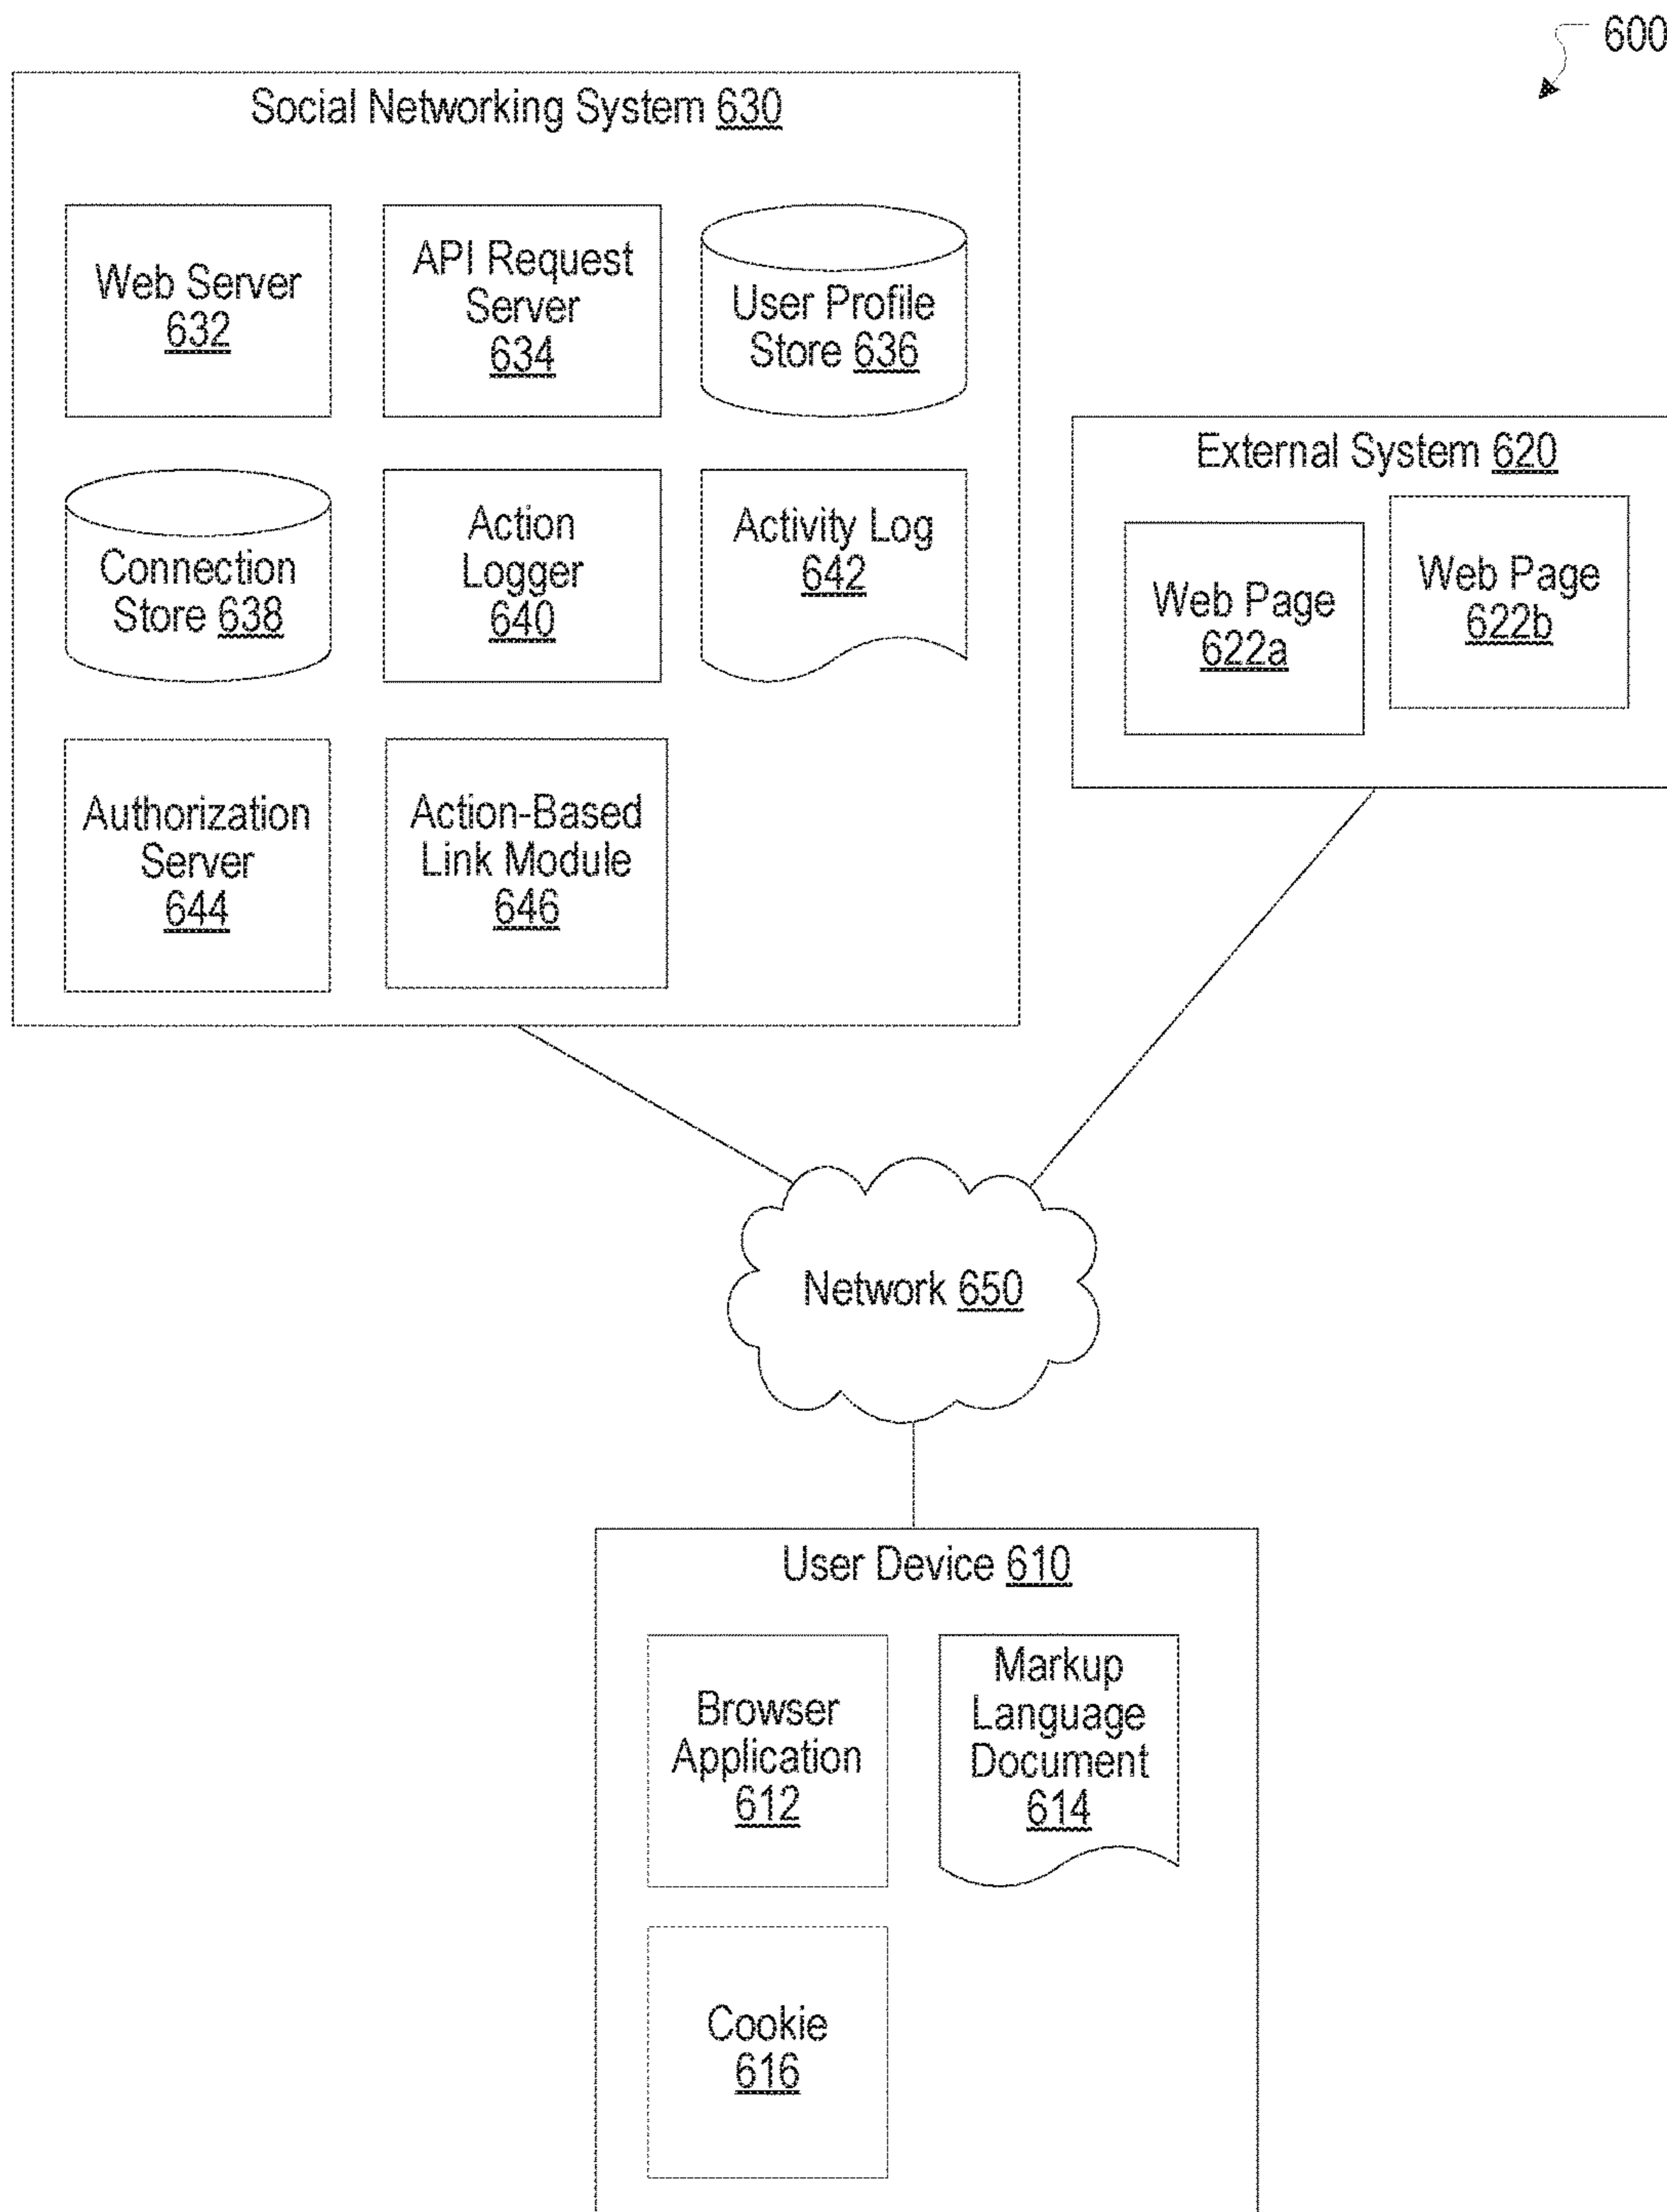 600
Social Networking System 630
Web Server
632
API Request
Server
634
User Profile
Store 636
Connection
Store 638
Action
Logger
640
Activity Log
642
Authorization
Server
644
Action-Based
Link Module
646
External System 620
Web Page
622a
Web Page
622b
Network 650
User Device 610
Browser
Application
612
Markup
Language
Document
614
Cookie
616